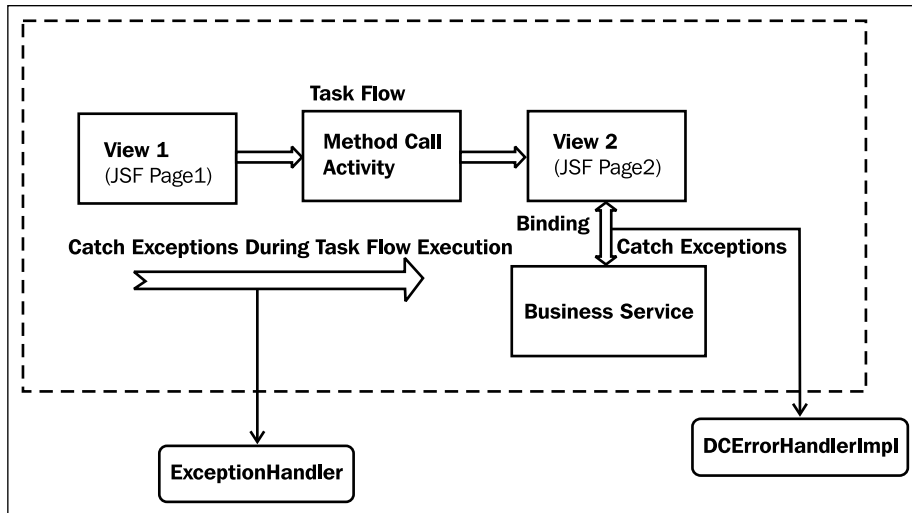 Task Flow
View 1
(JSF Page1)
Method Call
Activity
View 2
(JSF Page2)
Binding
Catch Exceptions During Task Flow Execution
Catch Exceptions
Business Service
ExceptionHandler
DCErrorHandlerImpl